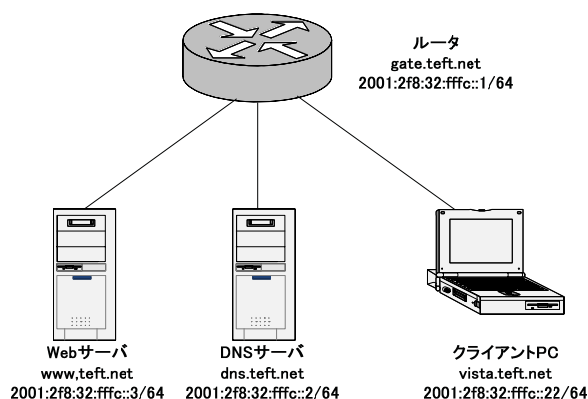 ルータ
gate.teft.net
2001:2f8:32:fffc::1/64
Webサーバ
www,teft.net
2001:2f8:32:fffc::3/64
DNSサーバ
dns.teft.net
2001:2f8:32:fffc::2/64
クライアントPC
vista.teft.net
2001:2f8:32:fffc::22/64